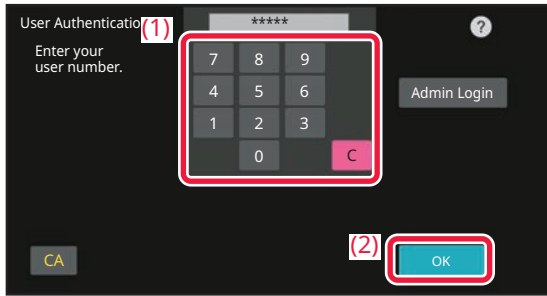 User Authentication
(1)
*****
?
Enter your
user number.
7 8 9
4 5 6
1 2 3
0 C
Admin Login
(2)
CA
OK